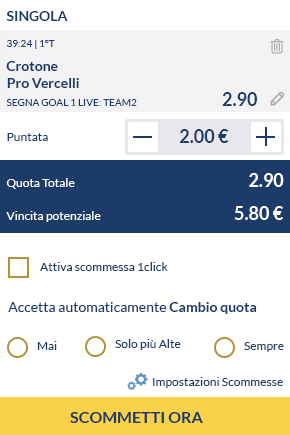 SINGOLA
39:24 | 1°T
Crotone
Pro Vercelli
SEGNA GOAL 1 LIVE: TEAM2 2.90
Puntata 2.00 €
Quota Totale 2.90
Vincita potenziale 5.80 €
Attiva scommessa 1click
Accetta automaticamente Cambio quota
Mai Solo più Alte Sempre
Impostazioni Scommesse
SCOMMETTI ORA